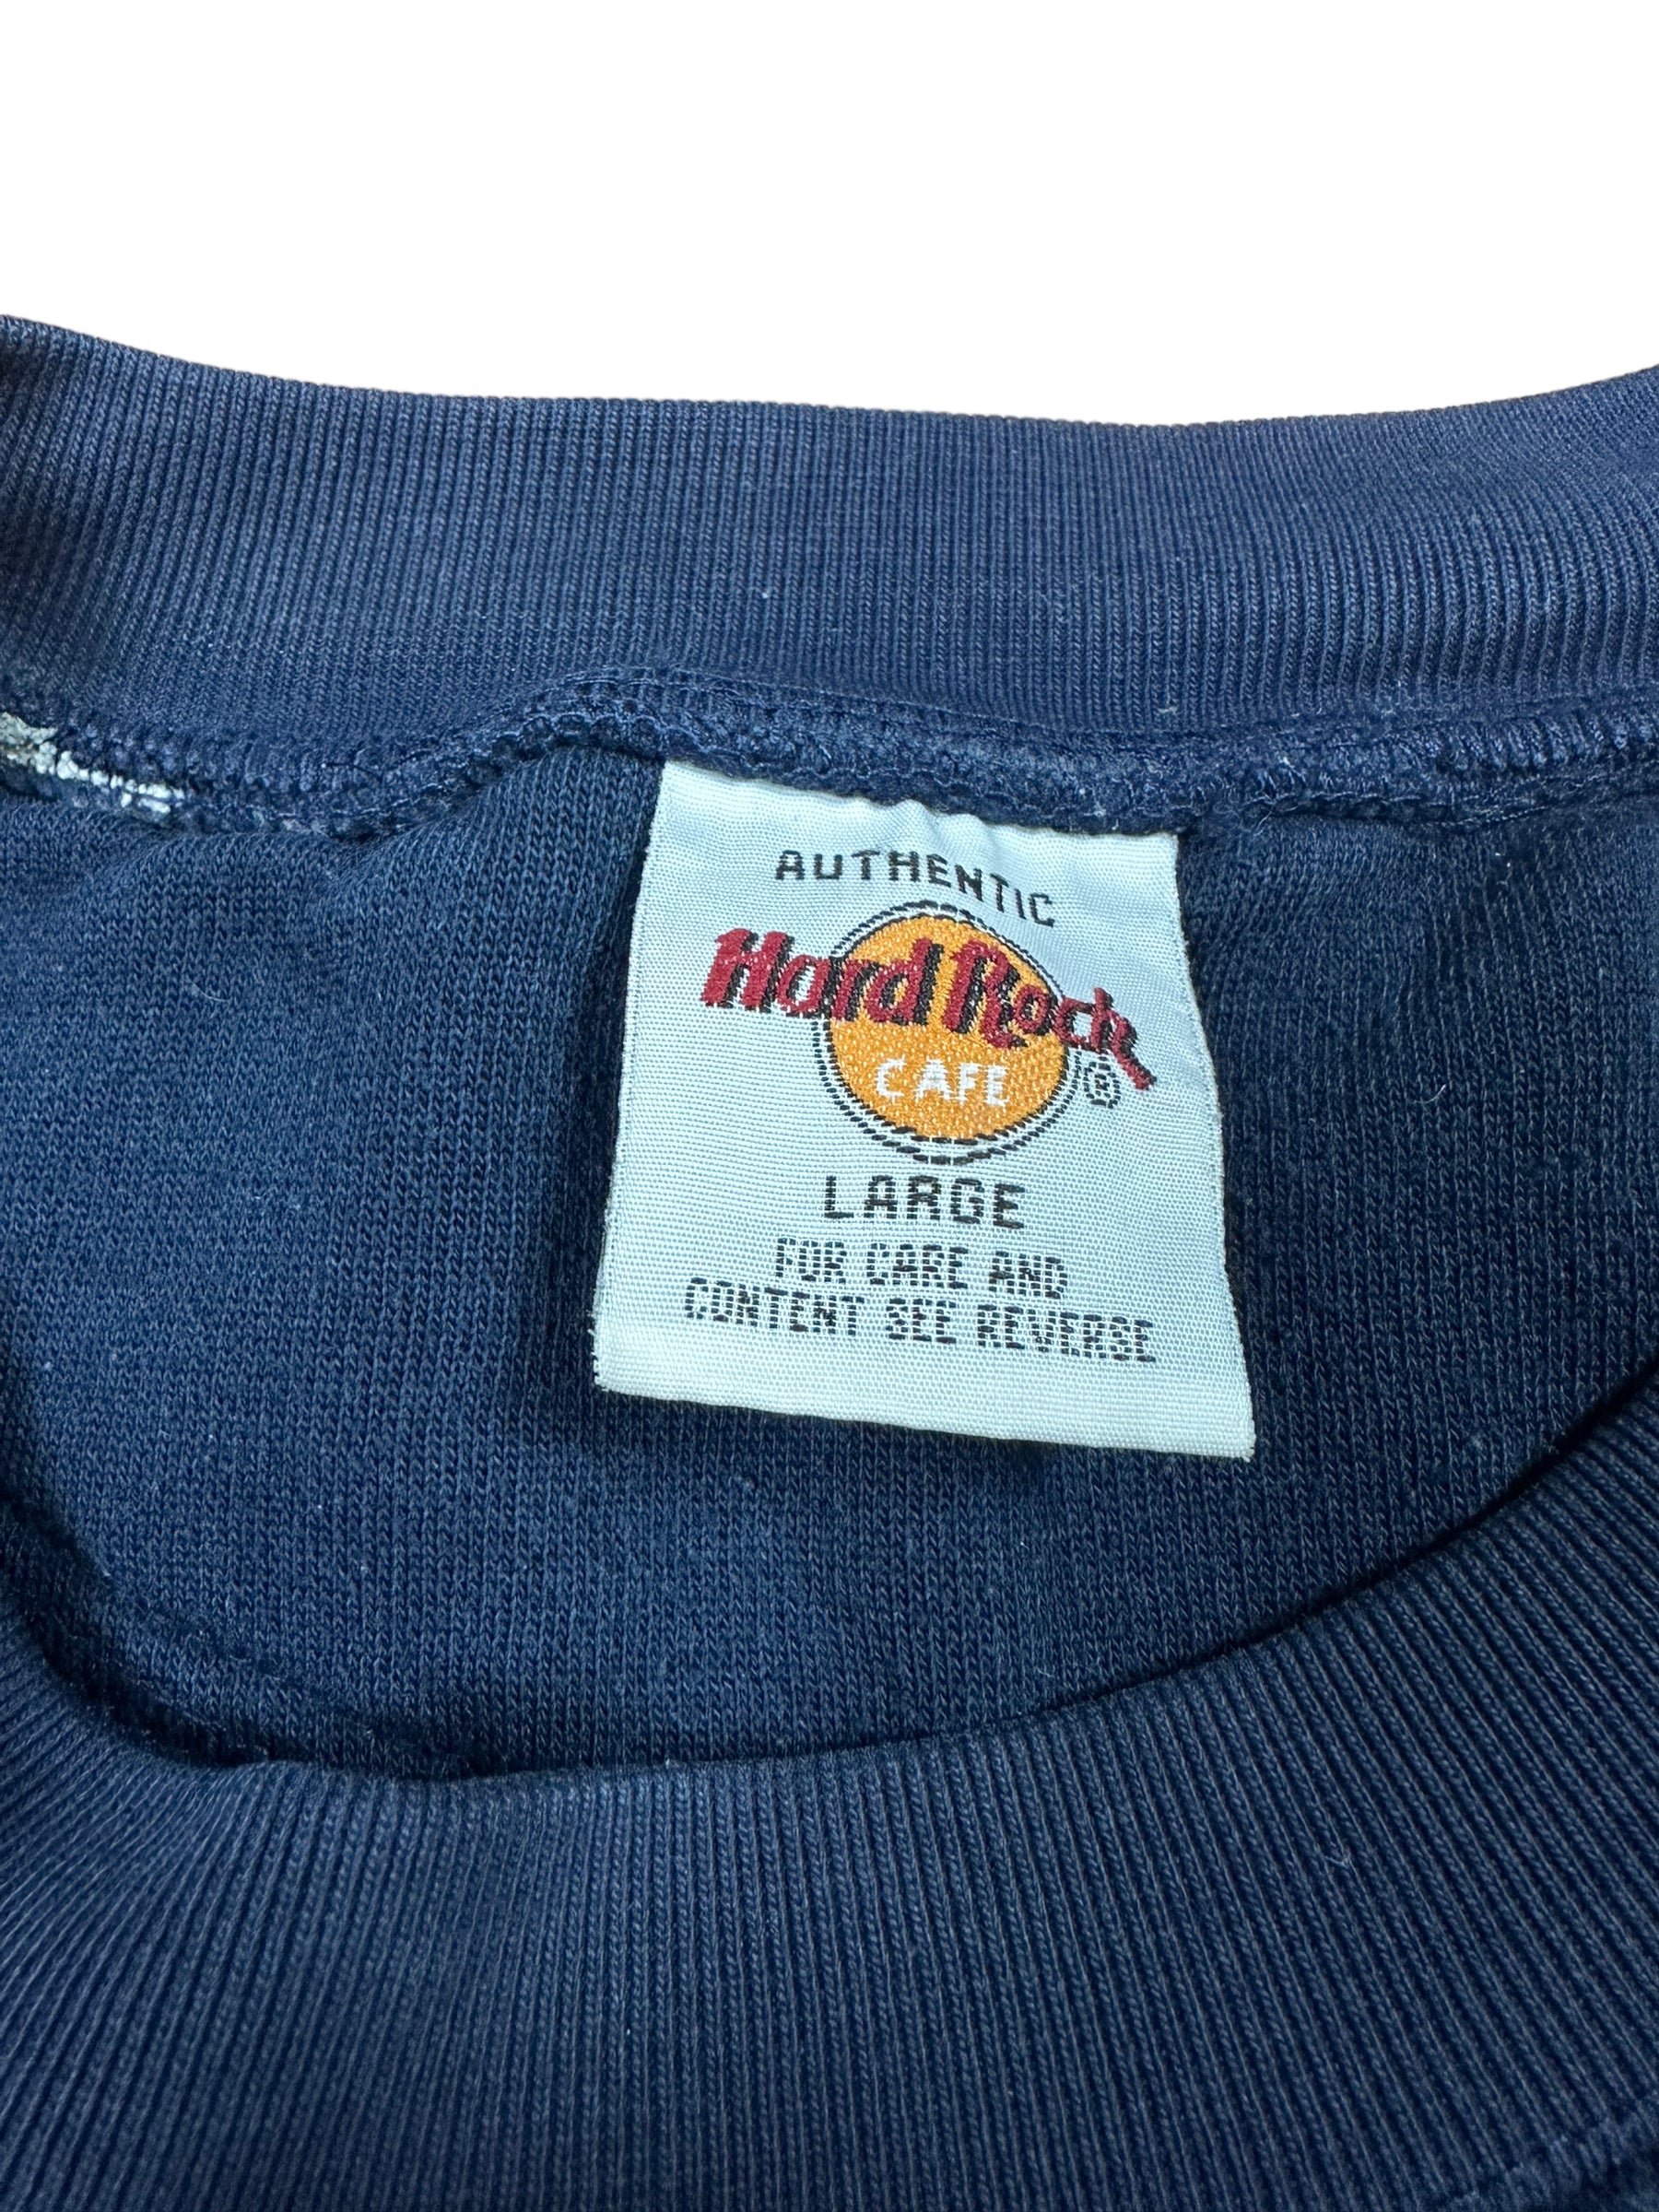 AUTHENTIC
Hard Rock
CAFE ®
LARGE
FOR CARE AND
CONTENT SEE REVERSE